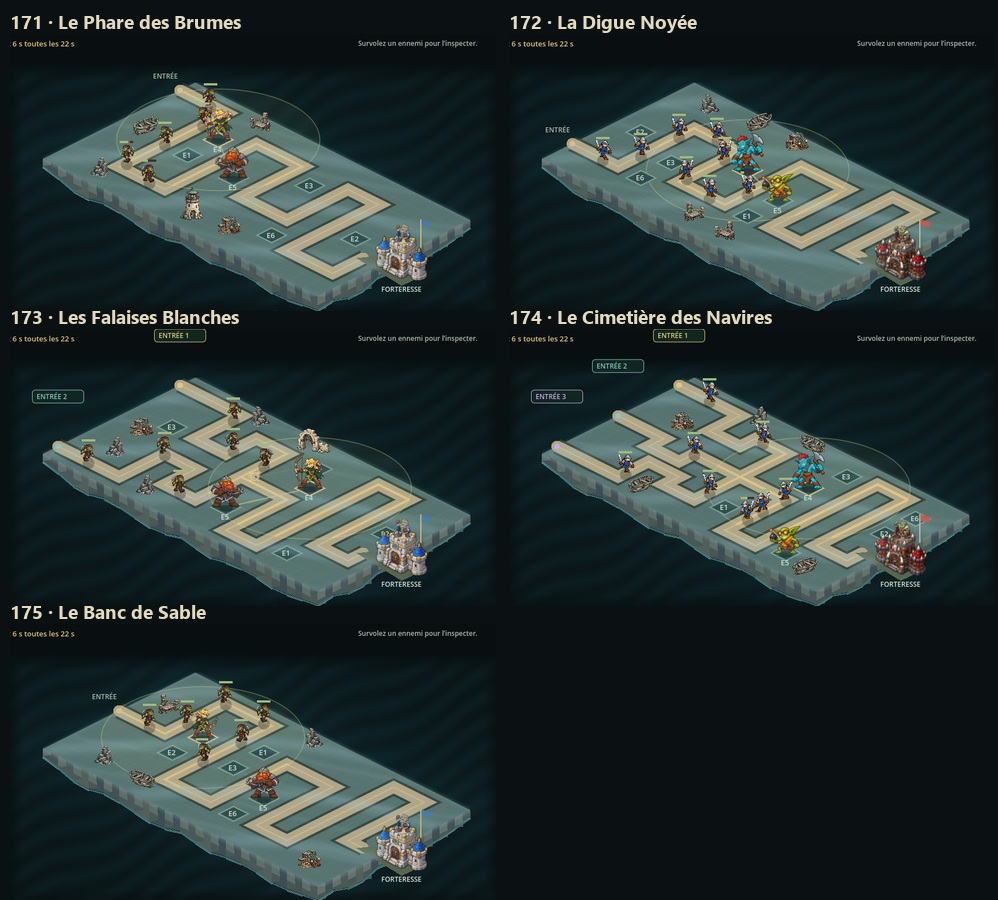 171 · Le Phare des Brumes
6 s toutes les 22 s
Survolez un ennemi pour l'inspecter.
ENTRÉE
E1
E4
E5
E3
E6
E2
FORTERESSE
172 · La Digue Noyée
6 s toutes les 22 s
Survolez un ennemi pour l'inspecter.
ENTRÉE
E2
E3
E6
E5
E1
FORTERESSE
173 · Les Falaises Blanches
ENTRÉE 1
6 s toutes les 22 s
Survolez un ennemi pour l'inspecter.
ENTRÉE 2
E3
E4
E5
E1
FORTERESSE
174 · Le Cimetière des Navires
ENTRÉE 1
6 s toutes les 22 s
Survolez un ennemi pour l'inspecter.
ENTRÉE 2
ENTRÉE 3
E3
E4
E1
E6
E5
FORTERESSE
175 · Le Banc de Sable
6 s toutes les 22 s
Survolez un ennemi pour l'inspecter.
ENTRÉE
E2
E1
E3
E5
E6
FORTERESSE